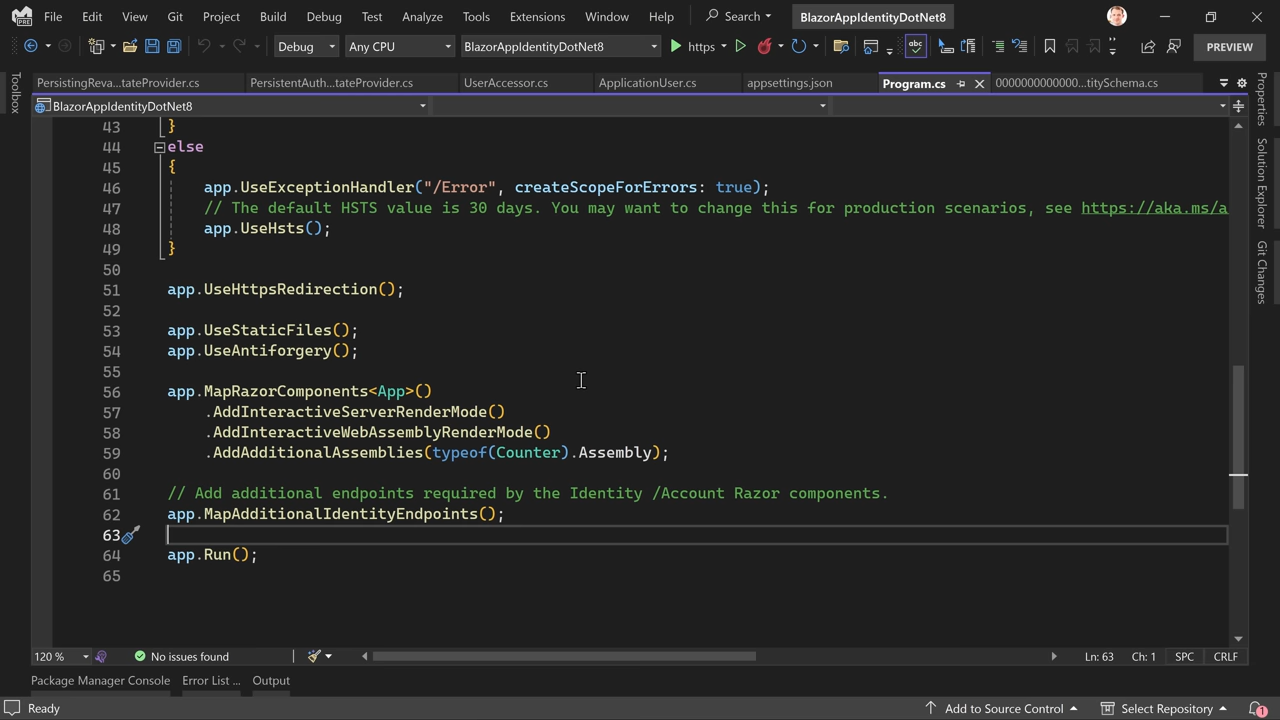 PRE File Edit View Git Project Build Debug Test Analyze Tools Extensions Window Help Search BlazorAppIdentityDotNet8
Debug Any CPU BlazorAppIdentityDotNet8 https abc PREVIEW
PersistingReva...tateProvider.cs PersistentAuth...tateProvider.cs UserAccessor.cs ApplicationUser.cs appsettings.json Program.cs 0000000000000...titySchema.cs
Toolbox
BlazorAppIdentityDotNet8
43 }
44 else
45 {
46 app.UseExceptionHandler("/Error", createScopeForErrors: true);
47 // The default HSTS value is 30 days. You may want to change this for production scenarios, see https://aka.ms/a
48 app.UseHsts();
49 }
50
51 app.UseHttpsRedirection();
52
53 app.UseStaticFiles();
54 app.UseAntiforgery();
55
56 app.MapRazorComponents<App>()
57 .AddInteractiveServerRenderMode()
58 .AddInteractiveWebAssemblyRenderMode()
59 .AddAdditionalAssemblies(typeof(Counter).Assembly);
60
61 // Add additional endpoints required by the Identity /Account Razor components.
62 app.MapAdditionalIdentityEndpoints();
63
64 app.Run();
65
Properties
Solution Explorer
Git Changes
120 % No issues found Ln: 63 Ch: 1 SPC CRLF
Package Manager Console Error List ... Output
Ready Add to Source Control Select Repository 1